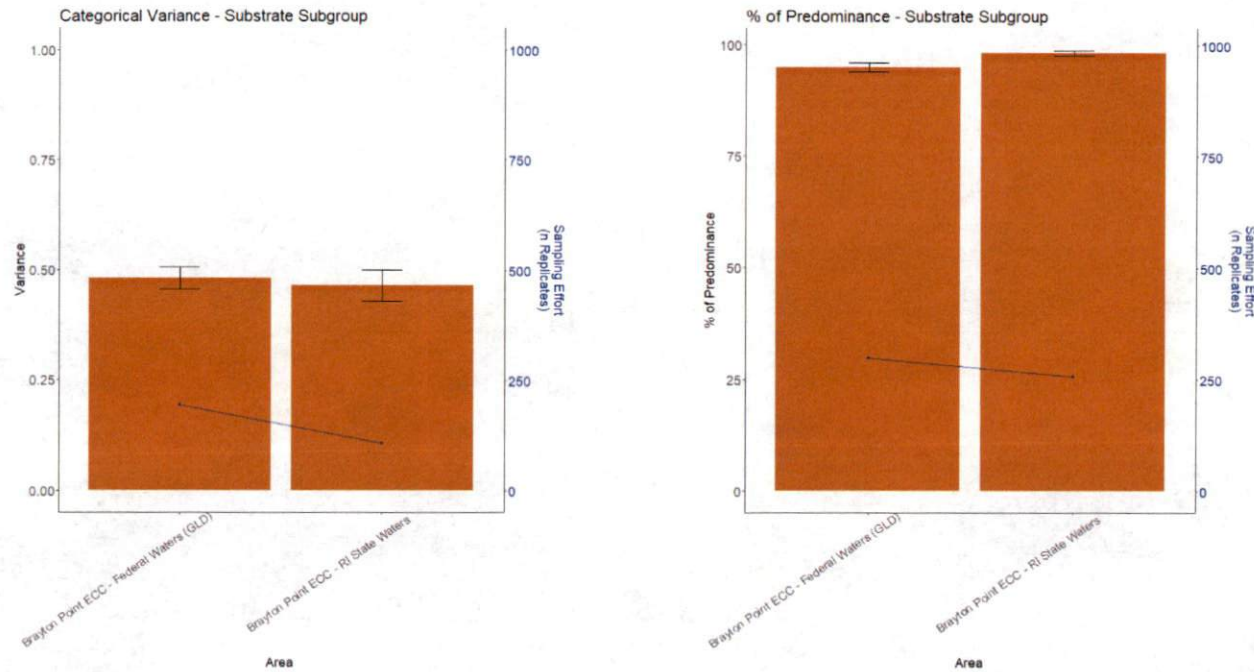 Categorical Variance - Substrate Subgroup
1.00
0.75
0.50
0.25
0.00
Variance
1000
750
500
250
0
Sampling Effort
(n Replicates)
Brayton Point ECC - Federal Waters (GLD)
Brayton Point ECC - RI State Waters
Area
% of Predominance - Substrate Subgroup
100
75
50
25
0
% of Predominance
1000
750
500
250
0
Sampling Effort
(n Replicates)
Brayton Point ECC - Federal Waters (GLD)
Brayton Point ECC - RI State Waters
Area